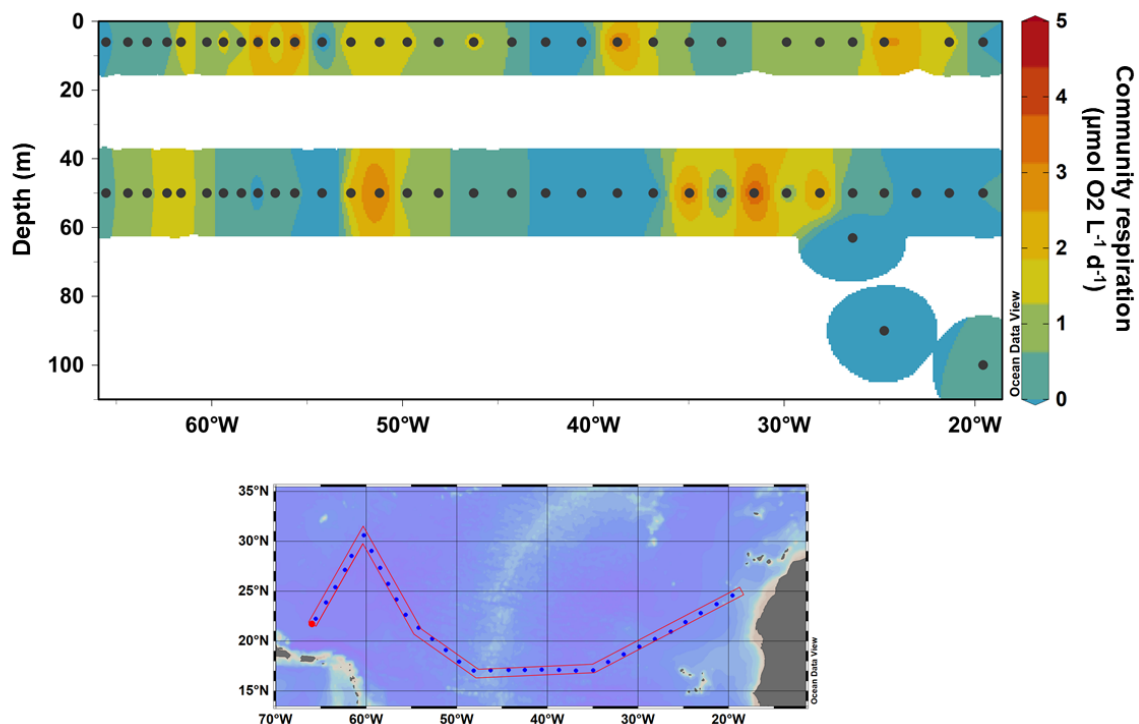 0
20
40
60
80
100
Depth (m)
60°W
50°W
40°W
30°W
20°W
5
4
3
2
1
0
Community respiration
(µmol O2 L⁻¹ d⁻¹)
Ocean Data View
35°N
30°N
25°N
20°N
15°N
70°W
60°W
50°W
40°W
30°W
20°W
Ocean Data View